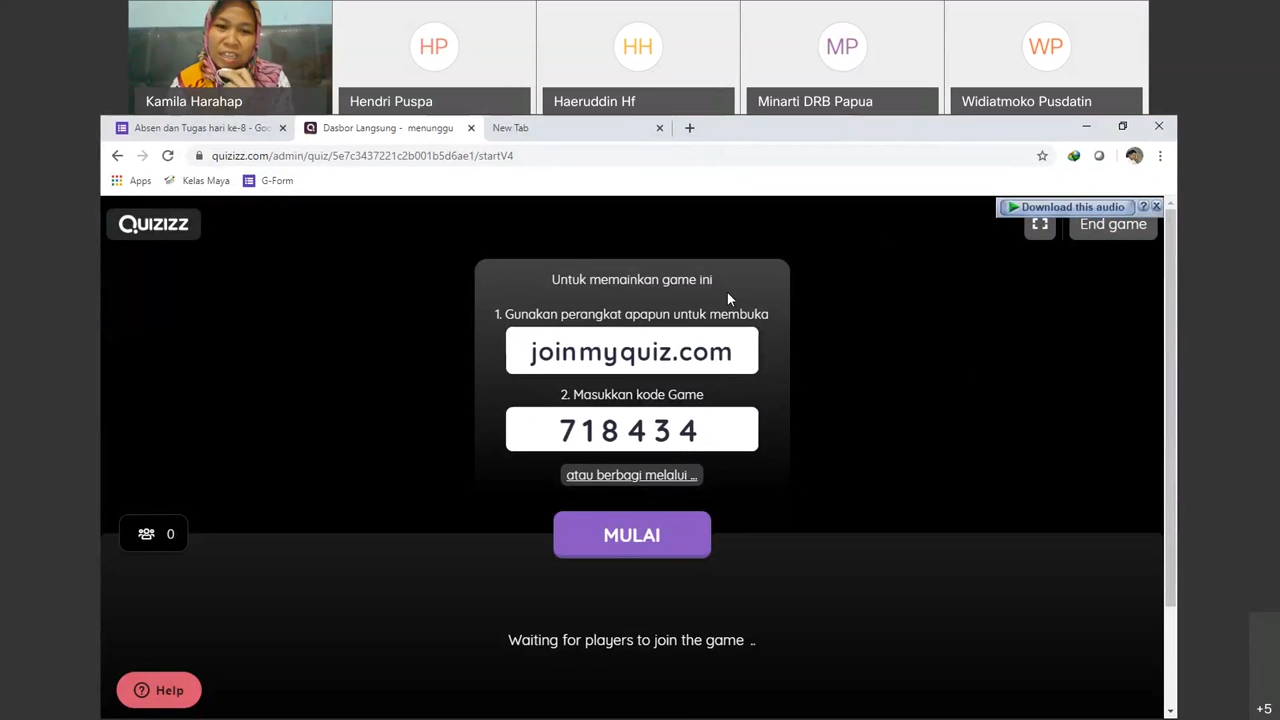 HP
HH
MP
WP
Kamila Harahap
Hendri Puspa
Haeruddin Hf
Minarti DRB Papua
Widiatmoko Pusdatin
Absen dan Tugas hari ke-8 - Goo
Dasbor Langsung - menunggu
New Tab
quizizz.com/admin/quiz/5e7c3437221c2b001b5d6ae1/startV4
Apps
Kelas Maya
G-Form
Download this audio
QUIZIZZ
End game
Untuk memainkan game ini
1. Gunakan perangkat apapun untuk membuka
joinmyquiz.com
2. Masukkan kode Game
718434
atau berbagi melalui ...
0
MULAI
Waiting for players to join the game ..
Help
+5